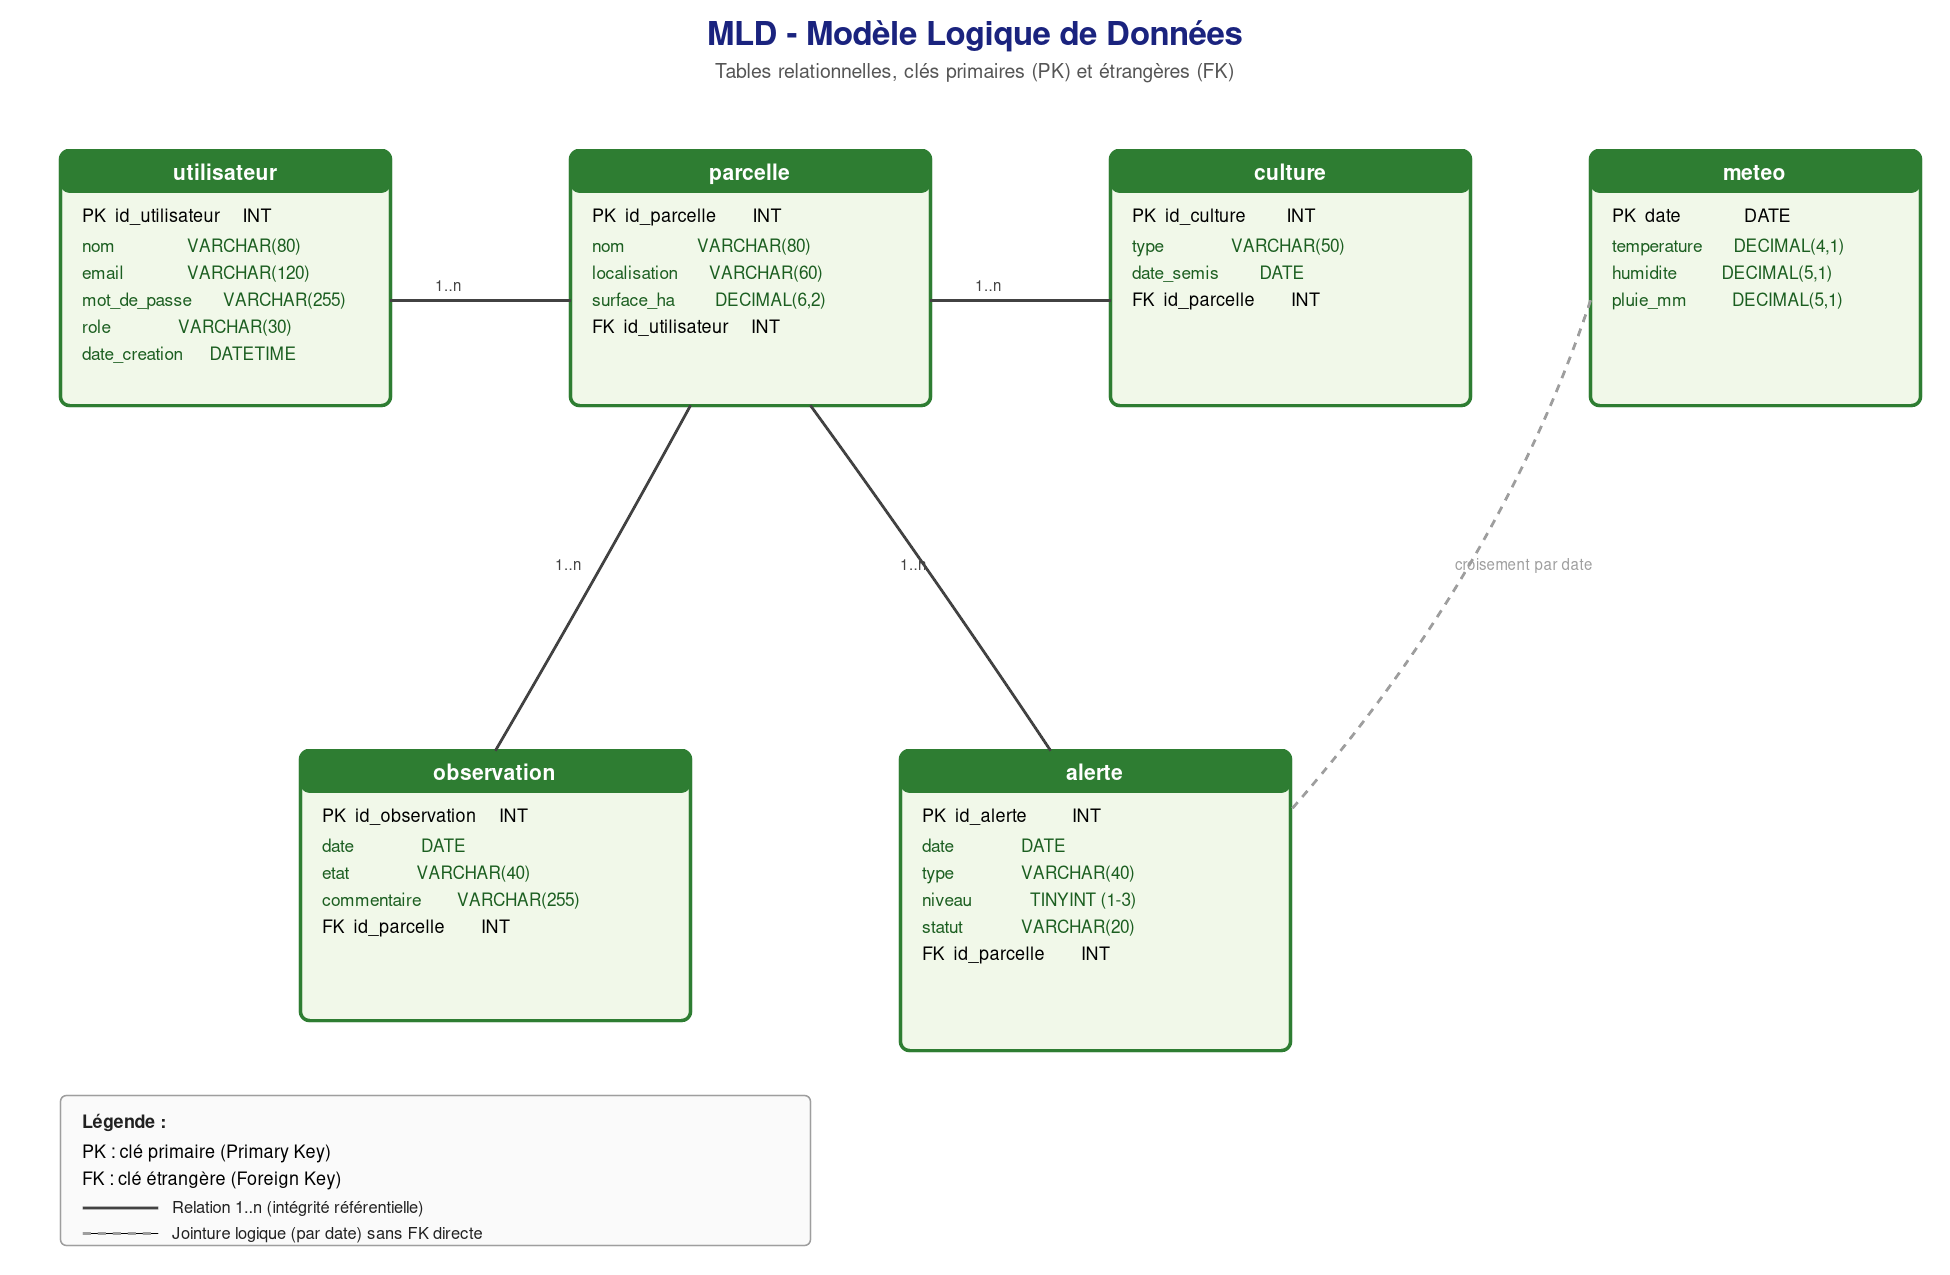 MLD - Modèle Logique de Données
Tables relationnelles, clés primaires (PK) et étrangères (FK)
utilisateur
PK id_utilisateur INT
nom VARCHAR(80)
email VARCHAR(120)
mot_de_passe VARCHAR(255)
role VARCHAR(30)
date_creation DATETIME
1..n
parcelle
PK id_parcelle INT
nom VARCHAR(80)
localisation VARCHAR(60)
surface_ha DECIMAL(6,2)
FK id_utilisateur INT
1..n
culture
PK id_culture INT
type VARCHAR(50)
date_semis DATE
FK id_parcelle INT
meteo
PK date DATE
temperature DECIMAL(4,1)
humidite DECIMAL(5,1)
pluie_mm DECIMAL(5,1)
1..n
1..n
croisement par date
observation
PK id_observation INT
date DATE
etat VARCHAR(40)
commentaire VARCHAR(255)
FK id_parcelle INT
alerte
PK id_alerte INT
date DATE
type VARCHAR(40)
niveau TINYINT (1-3)
statut VARCHAR(20)
FK id_parcelle INT
Légende :
PK : clé primaire (Primary Key)
FK : clé étrangère (Foreign Key)
Relation 1..n (intégrité référentielle)
Jointure logique (par date) sans FK directe